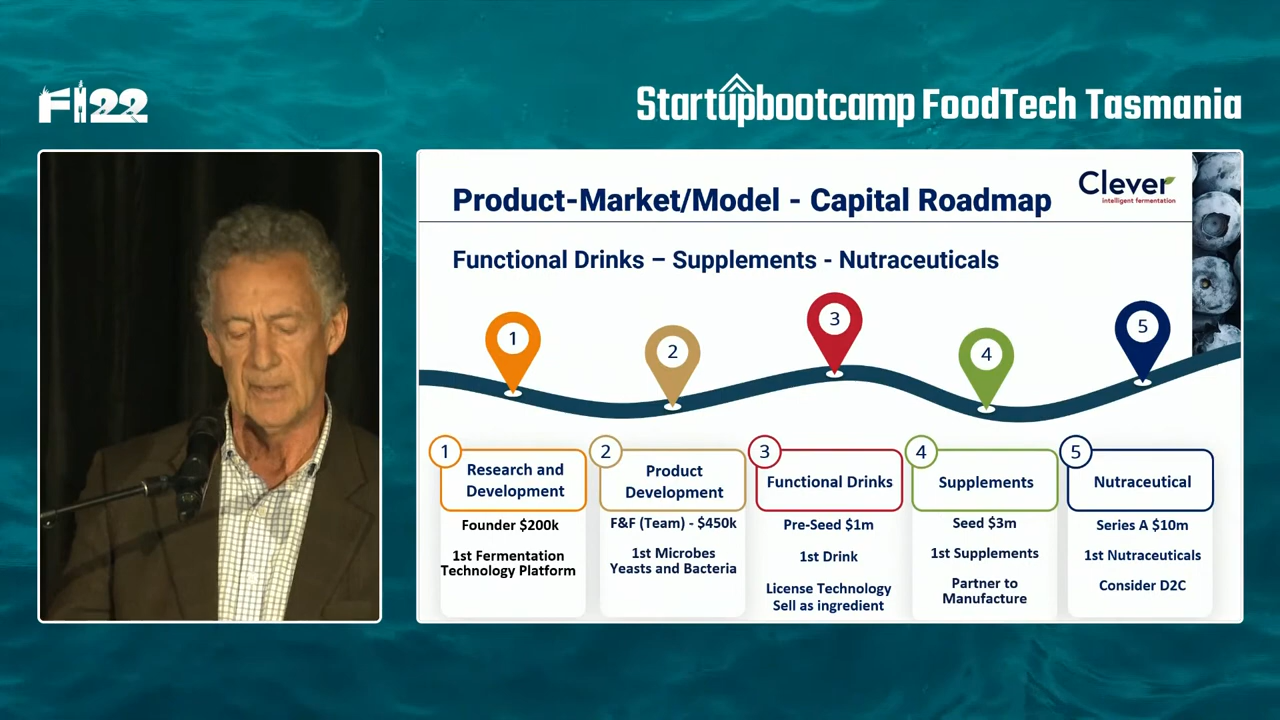 FI22
Startupbootcamp FoodTech Tasmania
Product-Market/Model - Capital Roadmap
Clever
intelligent fermentation
Functional Drinks – Supplements - Nutraceuticals
1
2
3
4
5
1
Research and
Development
Founder $200k
1st Fermentation
Technology Platform
2
Product
Development
F&F (Team) - $450k
1st Microbes
Yeasts and Bacteria
3
Functional Drinks
Pre-Seed $1m
1st Drink
License Technology
Sell as ingredient
4
Supplements
Seed $3m
1st Supplements
Partner to
Manufacture
5
Nutraceutical
Series A $10m
1st Nutraceuticals
Consider D2C